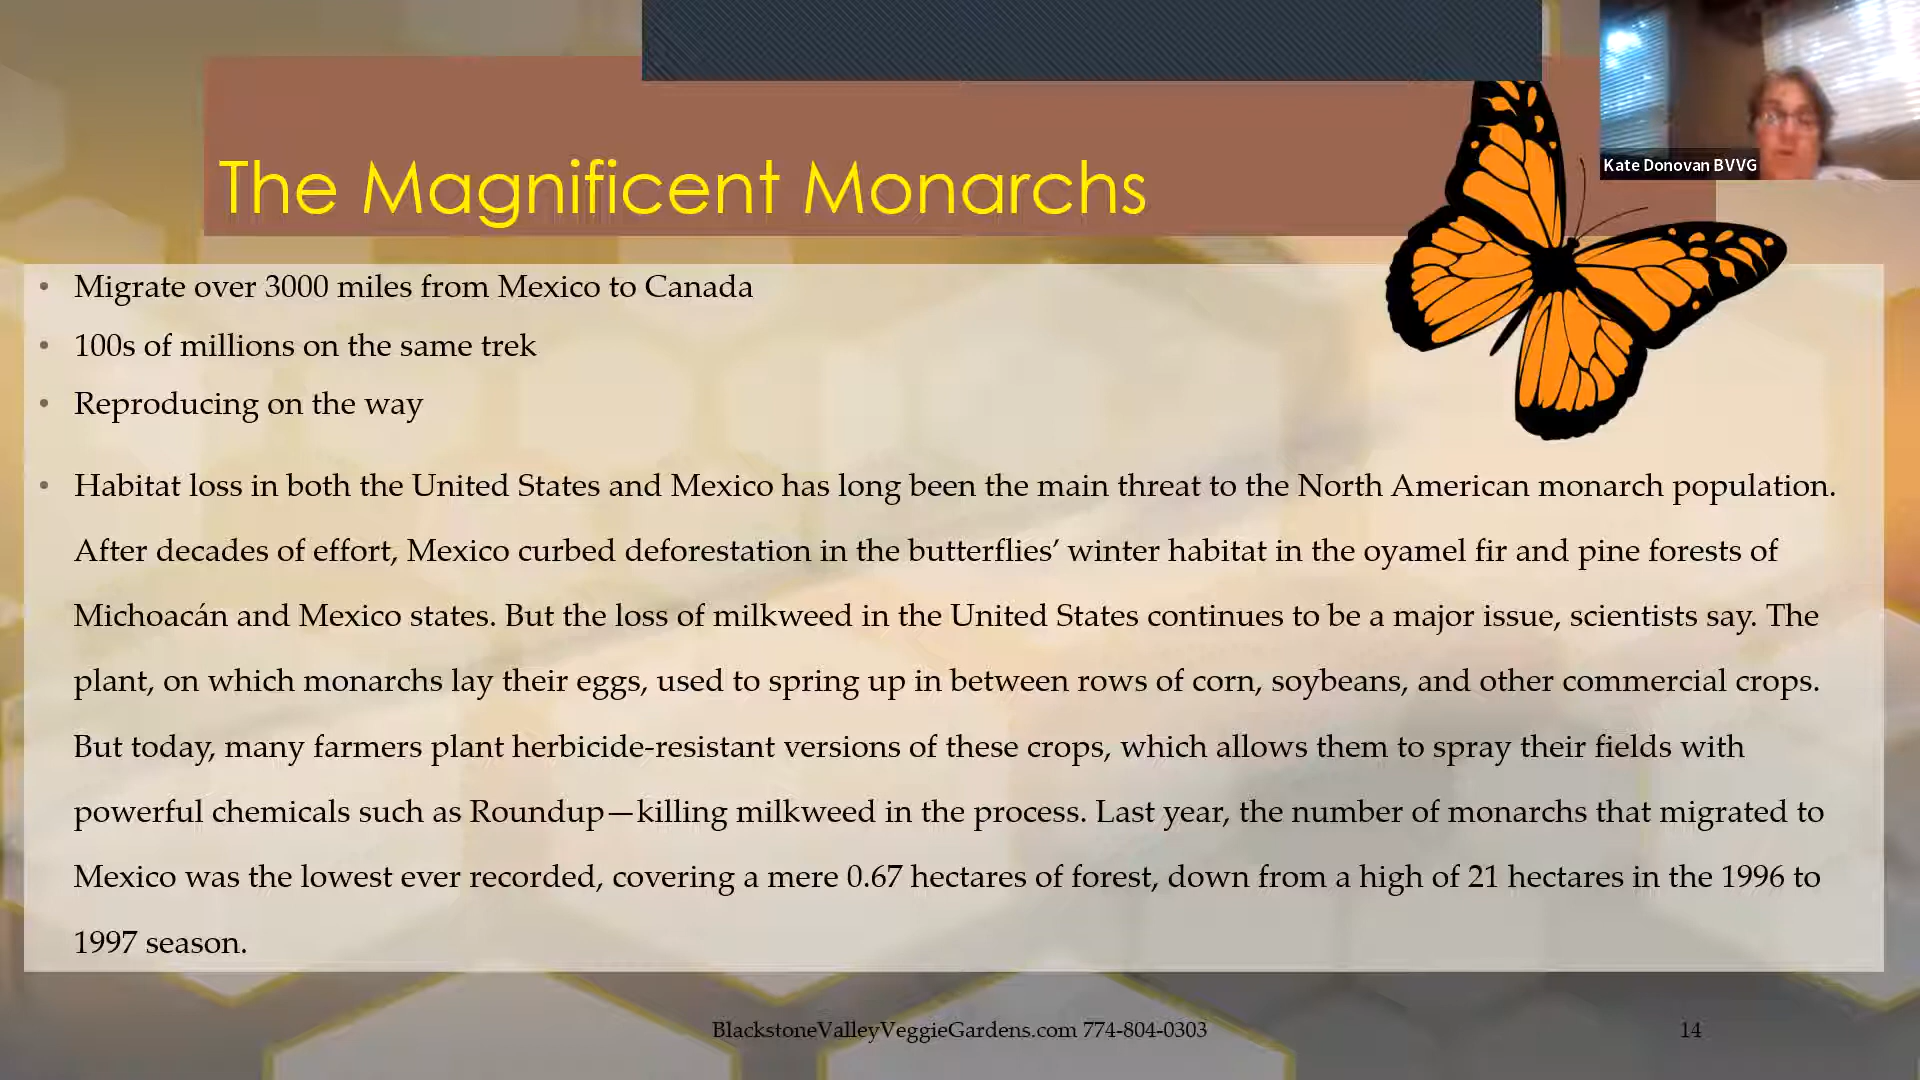 Kate Donovan BVVG
The Magnificent Monarchs
• Migrate over 3000 miles from Mexico to Canada
• 100s of millions on the same trek
• Reproducing on the way
• Habitat loss in both the United States and Mexico has long been the main threat to the North American monarch population.
After decades of effort, Mexico curbed deforestation in the butterflies’ winter habitat in the oyamel fir and pine forests of
Michoacán and Mexico states. But the loss of milkweed in the United States continues to be a major issue, scientists say. The
plant, on which monarchs lay their eggs, used to spring up in between rows of corn, soybeans, and other commercial crops.
But today, many farmers plant herbicide-resistant versions of these crops, which allows them to spray their fields with
powerful chemicals such as Roundup—killing milkweed in the process. Last year, the number of monarchs that migrated to
Mexico was the lowest ever recorded, covering a mere 0.67 hectares of forest, down from a high of 21 hectares in the 1996 to
1997 season.
BlackstoneValleyVeggieGardens.com 774-804-0303
14